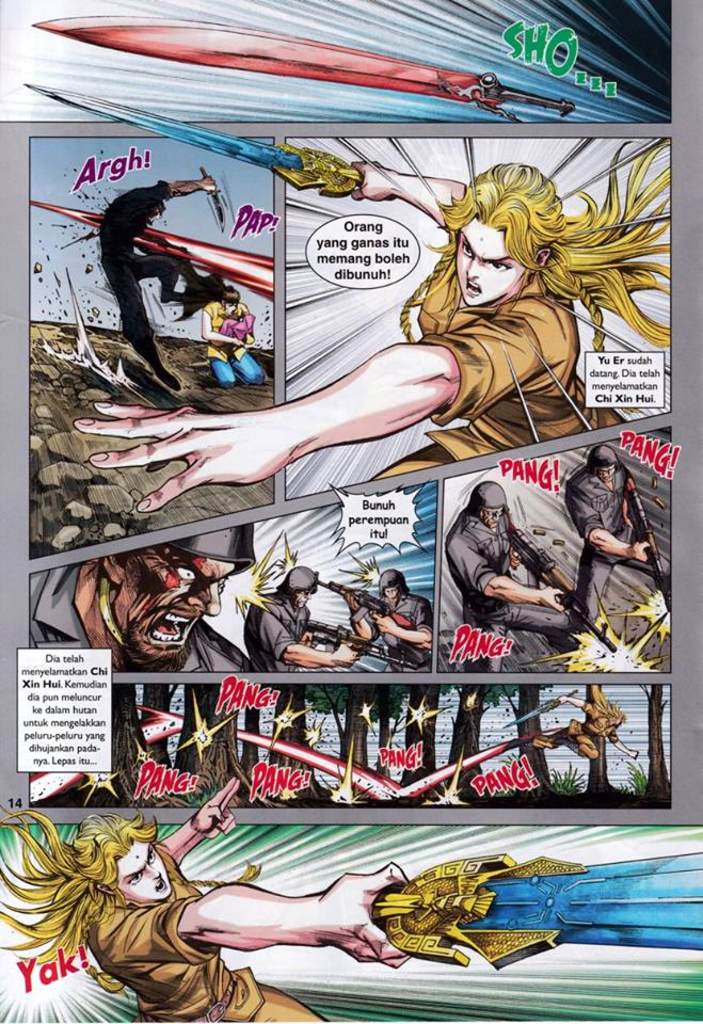 SHO....
Argh!
PAP!
Orang
yang ganas itu
memang boleh
dibunuh!
Yu Er sudah
datang. Dia telah
menyelamatkan
Chi Xin Hui.
Bunuh
perempuan
itu!
PANG!
PANG!
PANG!
Dia telah
menyelamatkan Chi
Xin Hui. Kemudian
dia pun meluncur
ke dalam hutan
untuk mengelakkan
peluru-peluru yang
dihujankan pada-
nya. Lepas itu...
PANG!
PANG!
PANG!
PANG!
PANG!
14
Yak!